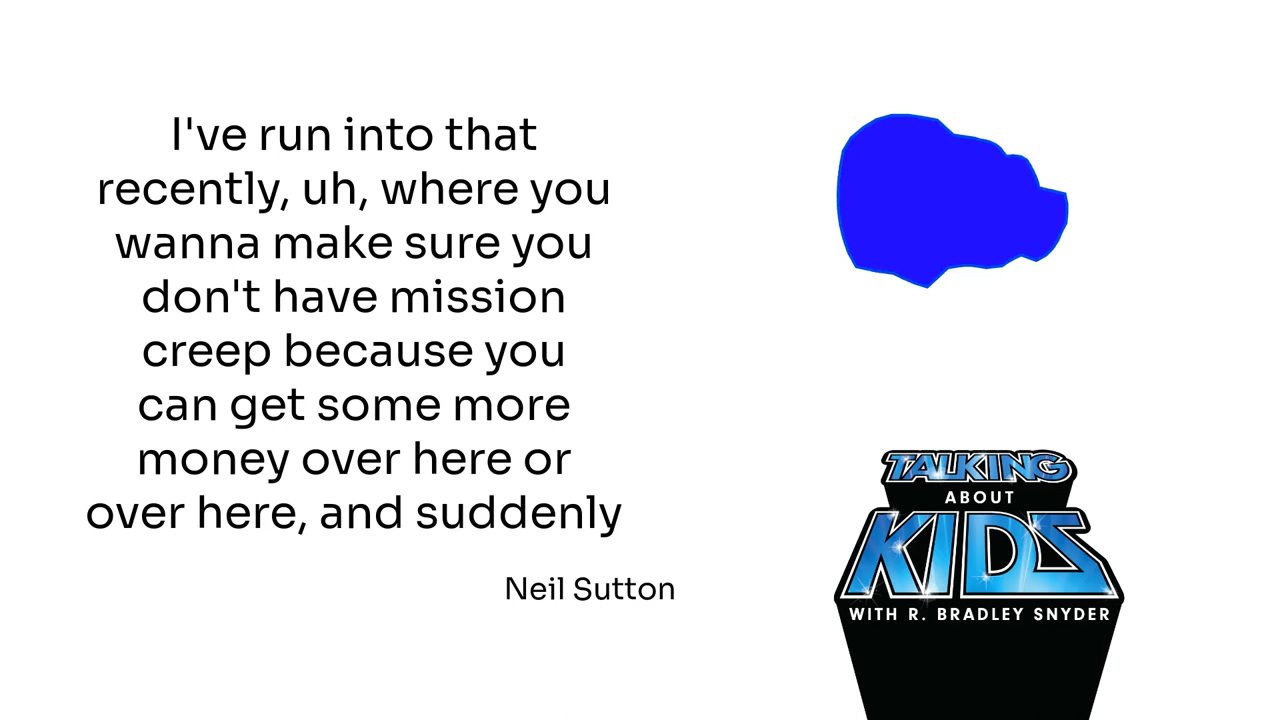 I've run into that
recently, uh, where you
wanna make sure you
don't have mission
creep because you
can get some more
money over here or
over here, and suddenly
Neil Sutton
TALKING
ABOUT
KIDS
WITH R. BRADLEY SNYDER